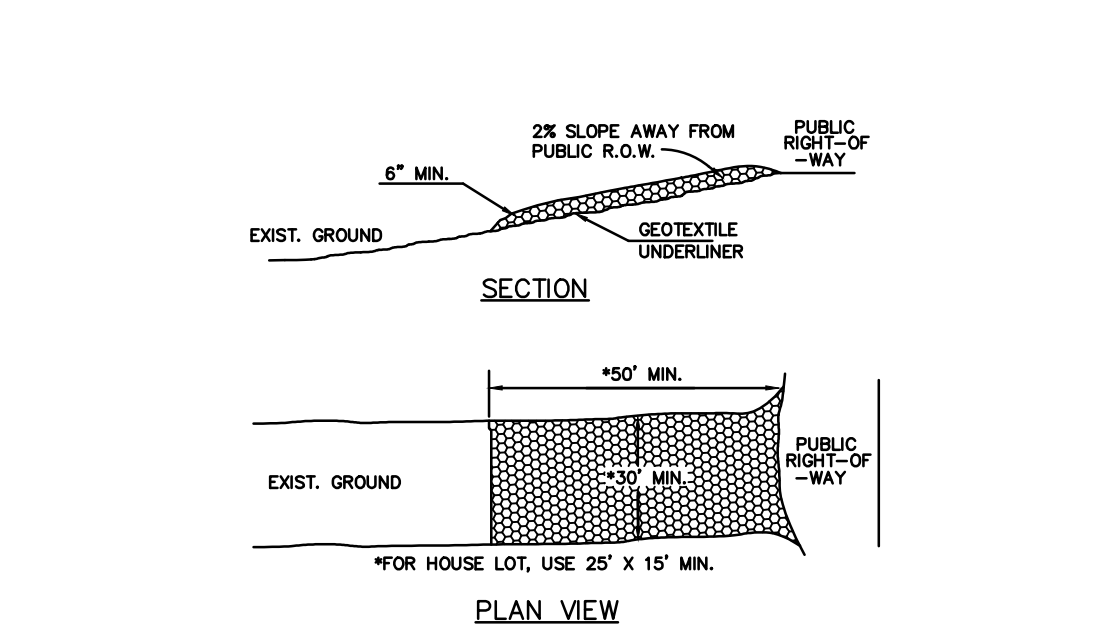 2% SLOPE AWAY FROM
PUBLIC R.O.W.
PUBLIC
RIGHT-OF
-WAY
6" MIN.
EXIST. GROUND
GEOTEXTILE
UNDERLINER
SECTION
*50' MIN.
EXIST. GROUND
*30' MIN.
PUBLIC
RIGHT-OF
-WAY
*FOR HOUSE LOT, USE 25' X 15' MIN.
PLAN VIEW